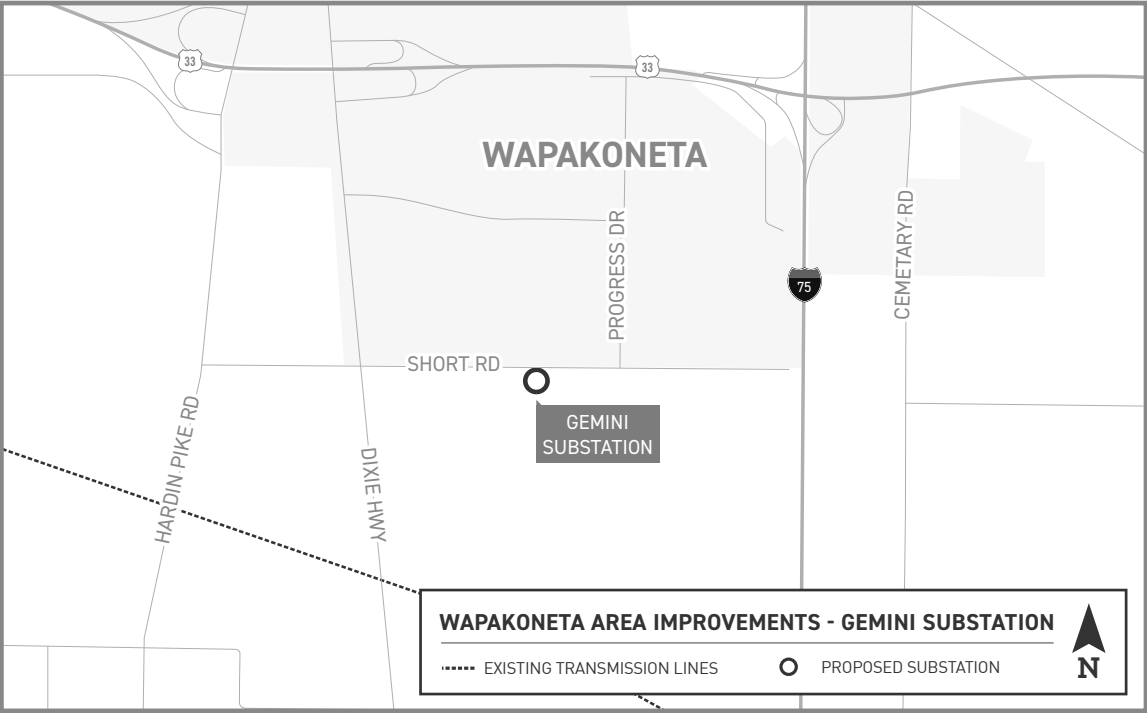 33
33
WAPAKONETA
PROGRESS DR
CEMETARY RD
75
SHORT RD
GEMINI
SUBSTATION
HARDIN PIKE RD
DIXIE HWY
WAPAKONETA AREA IMPROVEMENTS - GEMINI SUBSTATION
EXISTING TRANSMISSION LINES
PROPOSED SUBSTATION
N